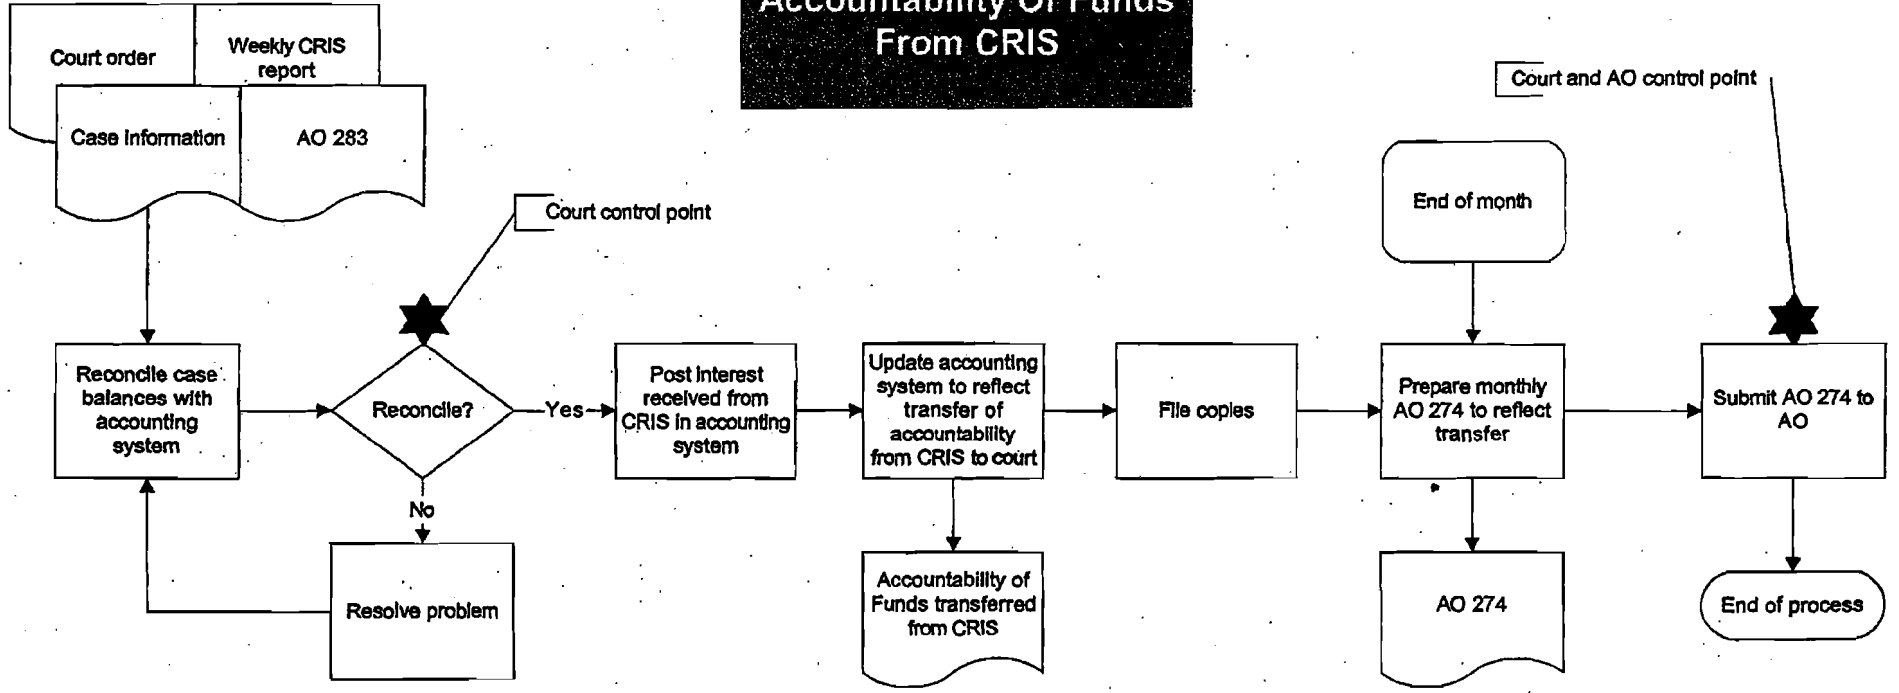 Accountability Of Funds
From CRIS
Court order
Weekly CRIS
report
Case information
AO 283
Court and AO control point
Court control point
End of month
Reconcile case
balances with
accounting
system
Reconcile?
Yes
Post interest
received from
CRIS in accounting
system
Update accounting
system to reflect
transfer of
accountability
from CRIS to court
File copies
Prepare monthly
AO 274 to reflect
transfer
Submit AO 274 to
AO
No
Resolve problem
Accountability of
Funds transferred
from CRIS
AO 274
End of process